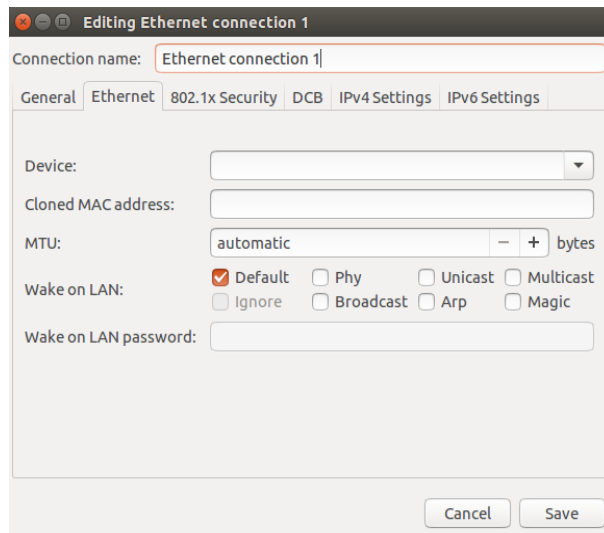 Editing Ethernet connection 1
Connection name: Ethernet connection 1
General Ethernet 802.1x Security DCB IPv4 Settings IPv6 Settings
Device:
Cloned MAC address:
MTU: automatic − + bytes
Wake on LAN: Default Phy Unicast Multicast
Ignore Broadcast Arp Magic
Wake on LAN password:
Cancel Save